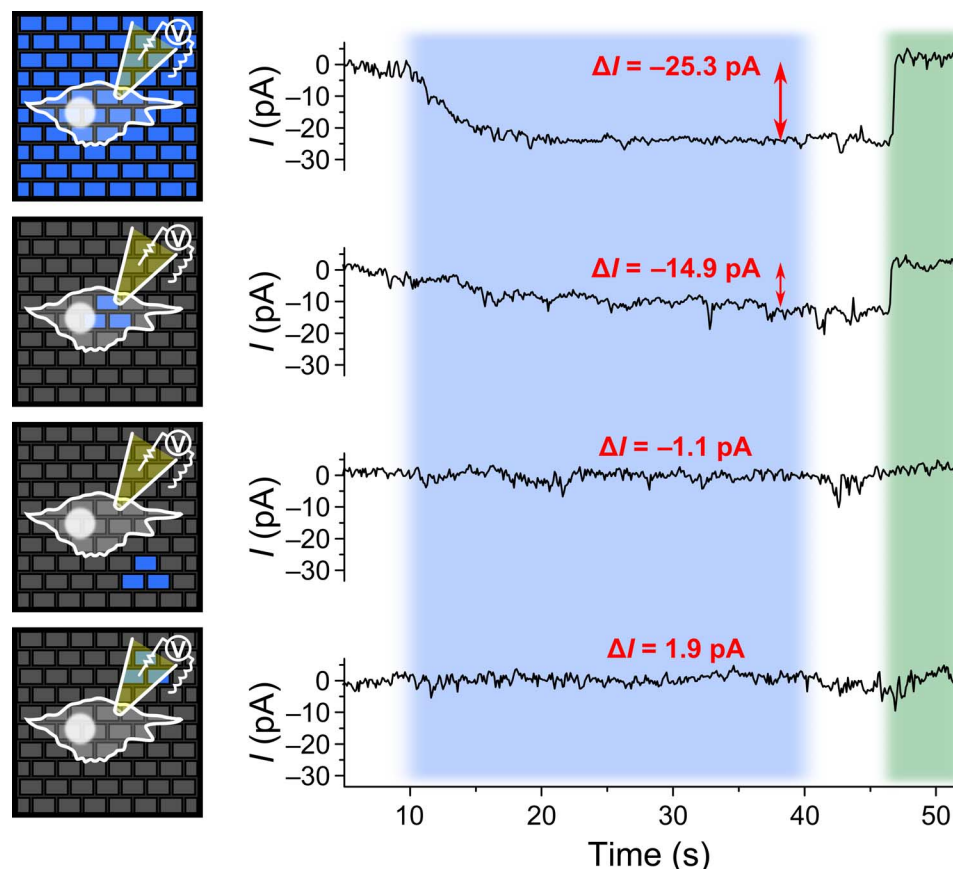 V
0
–10
–20
–30
I (pA)
ΔI = –25.3 pA
V
0
–10
–20
–30
I (pA)
ΔI = –14.9 pA
V
0
–10
–20
–30
I (pA)
ΔI = –1.1 pA
V
0
–10
–20
–30
I (pA)
ΔI = 1.9 pA
10 20 30 40 50
Time (s)